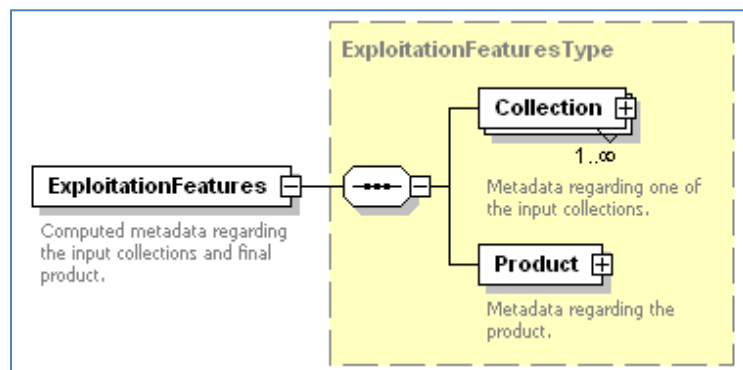 ExploitationFeaturesType
Collection
1..∞
Metadata regarding one of
the input collections.
ExploitationFeatures
Computed metadata regarding
the input collections and final
product.
Product
Metadata regarding the
product.